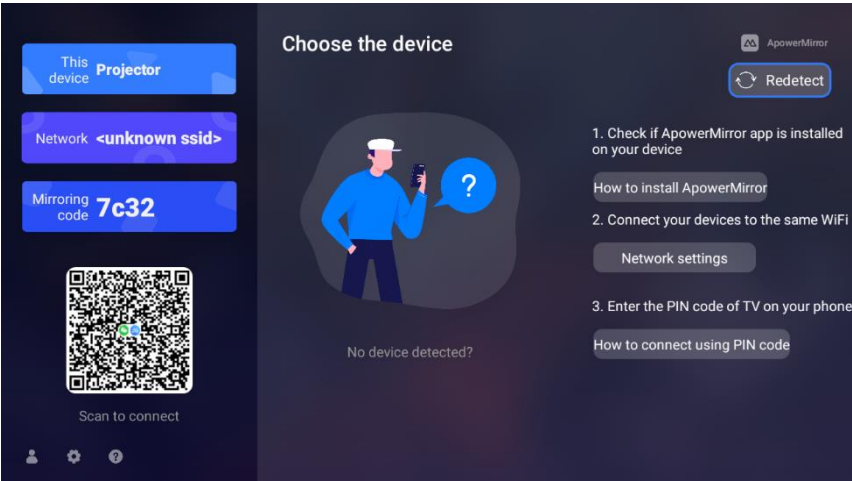 This
device Projector
Network <unknown ssid>
Mirroring
code 7c32
Scan to connect
Choose the device
?
No device detected?
ApowerMirror
Redetect
1. Check if ApowerMirror app is installed
on your device
How to install ApowerMirror
2. Connect your devices to the same WiFi
Network settings
3. Enter the PIN code of TV on your phone
How to connect using PIN code